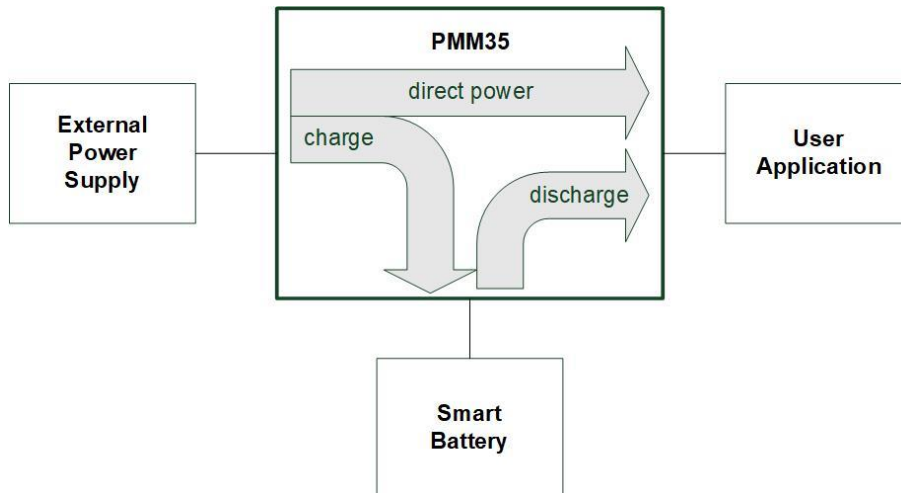 PMM35
direct power
charge
discharge
External
Power
Supply
User
Application
Smart
Battery